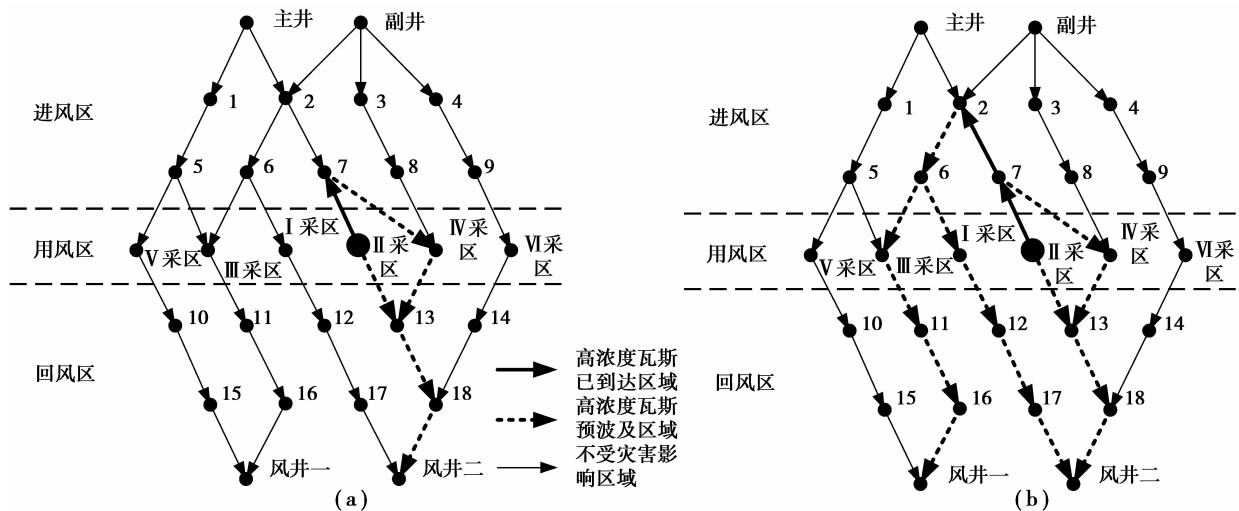 主井
副井
进风区
1
2
3
4
5
6
7
8
9
用风区
Ⅴ采区
Ⅲ采区
Ⅰ采区
Ⅱ采
区
Ⅳ采
区
Ⅵ采
区
回风区
10
11
12
13
14
15
16
17
18
风井一
风井二
(a)
高浓度瓦斯
已到达区域
高浓度瓦斯
预波及区域
不受灾害影
响区域
主井
副井
进风区
1
2
3
4
5
6
7
8
9
用风区
Ⅴ采区
Ⅲ采区
Ⅰ采区
Ⅱ采
区
Ⅳ采
区
Ⅵ采
区
回风区
10
11
12
13
14
15
16
17
18
风井一
风井二
(b)